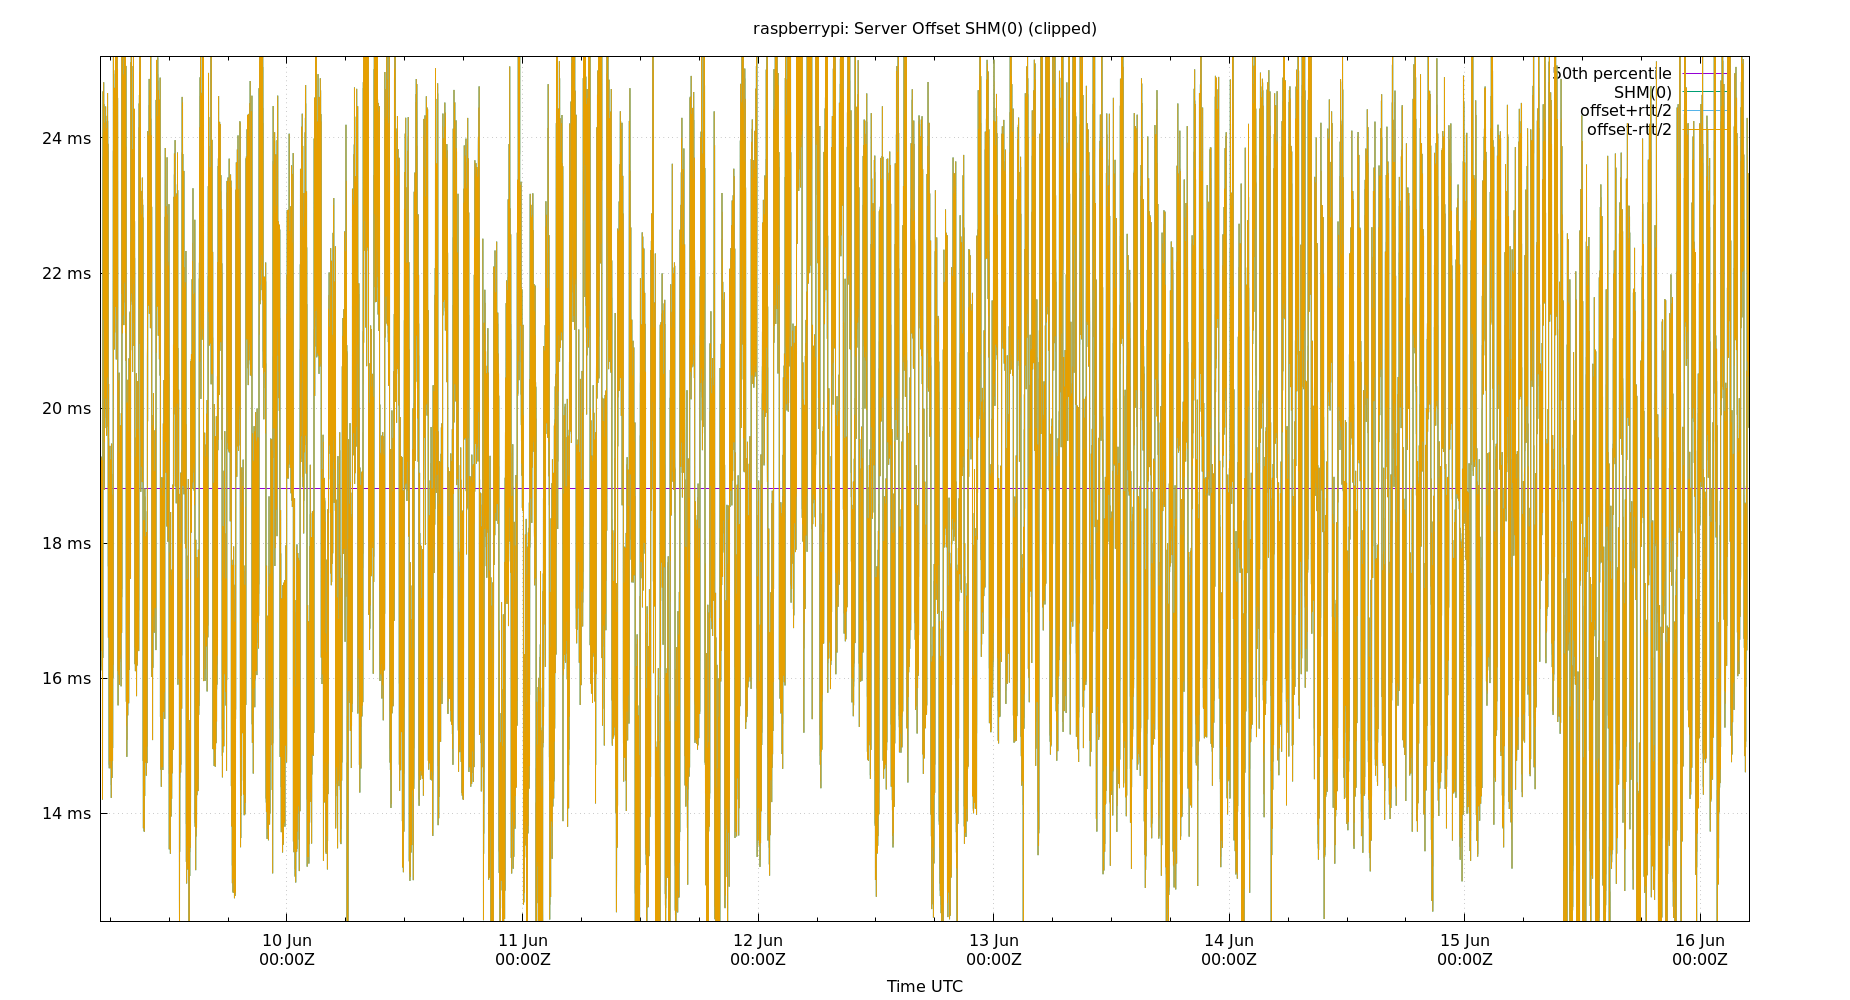 raspberrypi: Server Offset SHM(0) (clipped)
50th percentile
SHM(0)
offset+rtt/2
offset-rtt/2
24 ms
22 ms
20 ms
18 ms
16 ms
14 ms
10 Jun 11 Jun 12 Jun 13 Jun 14 Jun 15 Jun 16 Jun
00:00Z 00:00Z 00:00Z 00:00Z 00:00Z 00:00Z 00:00Z
Time UTC